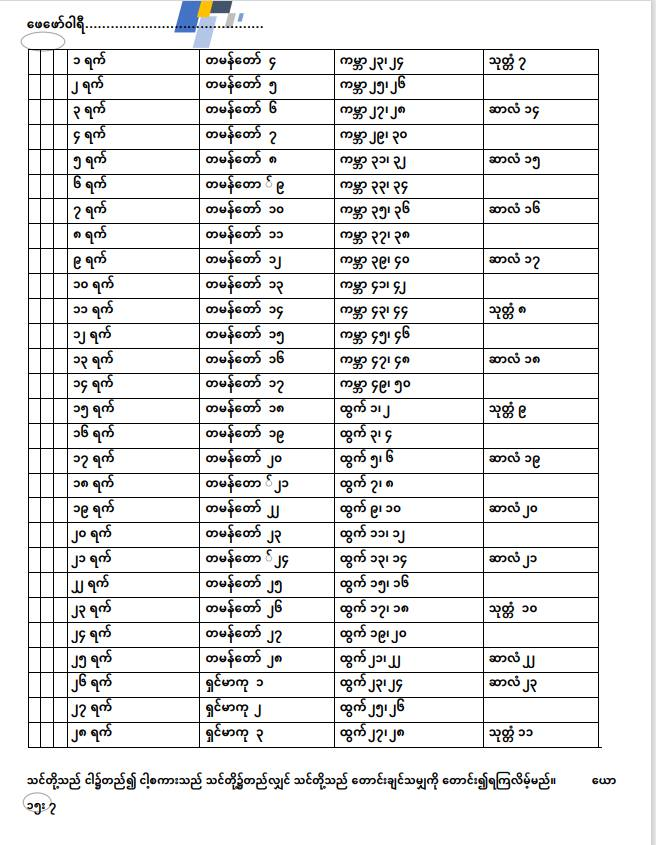 ဖေဖော်ဝါရီ..........................................
၁ ရက် တမန်တော် ၄ ကမ္ဘာ ၂၃၊၂၄ သုတ္တံ ၇
၂ ရက် တမန်တော် ၅ ကမ္ဘာ ၂၅၊၂၆
၃ ရက် တမန်တော် ၆ ကမ္ဘာ ၂၇၊၂၈ ဆာလံ ၁၄
၄ ရက် တမန်တော် ၇ ကမ္ဘာ ၂၉၊ ၃၀
၅ ရက် တမန်တော် ၈ ကမ္ဘာ ၃၁၊ ၃၂ ဆာလံ ၁၅
၆ ရက် တမန်တော ် ၉ ကမ္ဘာ ၃၃၊ ၃၄
၇ ရက် တမန်တော် ၁၀ ကမ္ဘာ ၃၅၊ ၃၆ ဆာလံ ၁၆
၈ ရက် တမန်တော် ၁၁ ကမ္ဘာ ၃၇၊ ၃၈
၉ ရက် တမန်တော် ၁၂ ကမ္ဘာ ၃၉၊ ၄၀ ဆာလံ ၁၇
၁၀ ရက် တမန်တော် ၁၃ ကမ္ဘာ ၄၁၊ ၄၂
၁၁ ရက် တမန်တော် ၁၄ ကမ္ဘာ ၄၃၊ ၄၄ သုတ္တံ ၈
၁၂ ရက် တမန်တော် ၁၅ ကမ္ဘာ ၄၅၊ ၄၆
၁၃ ရက် တမန်တော် ၁၆ ကမ္ဘာ ၄၇၊ ၄၈ ဆာလံ ၁၈
၁၄ ရက် တမန်တော် ၁၇ ကမ္ဘာ ၄၉၊ ၅၀
၁၅ ရက် တမန်တော် ၁၈ ထွက် ၁၊ ၂ သုတ္တံ ၉
၁၆ ရက် တမန်တော် ၁၉ ထွက် ၃၊ ၄
၁၇ ရက် တမန်တော် ၂၀ ထွက် ၅၊ ၆ ဆာလံ ၁၉
၁၈ ရက် တမန်တော ်၂၁ ထွက် ၇၊ ၈
၁၉ ရက် တမန်တော် ၂၂ ထွက် ၉၊ ၁၀ ဆာလံ ၂၀
၂၀ ရက် တမန်တော် ၂၃ ထွက် ၁၁၊ ၁၂
၂၁ ရက် တမန်တော ်၂၄ ထွက် ၁၃၊ ၁၄ ဆာလံ ၂၁
၂၂ ရက် တမန်တော် ၂၅ ထွက် ၁၅၊ ၁၆
၂၃ ရက် တမန်တော် ၂၆ ထွက် ၁၇၊ ၁၈ သုတ္တံ ၁၀
၂၄ ရက် တမန်တော် ၂၇ ထွက် ၁၉၊၂၀
၂၅ ရက် တမန်တော် ၂၈ ထွက် ၂၁၊၂၂ ဆာလံ ၂၂
၂၆ ရက် ရှင်မာကု ၁ ထွက် ၂၃၊၂၄ ဆာလံ ၂၃
၂၇ ရက် ရှင်မာကု ၂ ထွက် ၂၅၊၂၆
၂၈ ရက် ရှင်မာကု ၃ ထွက် ၂၇၊၂၈ သုတ္တံ ၁၁
သင်တို့သည် ငါ၌တည်၍ ငါ့စကားသည် သင်တို့၌တည်လျှင် သင်တို့သည် တောင်းချင်သမျှကို တောင်း၍ရကြလိမ့်မည်။ ယော
၁၅း ၇